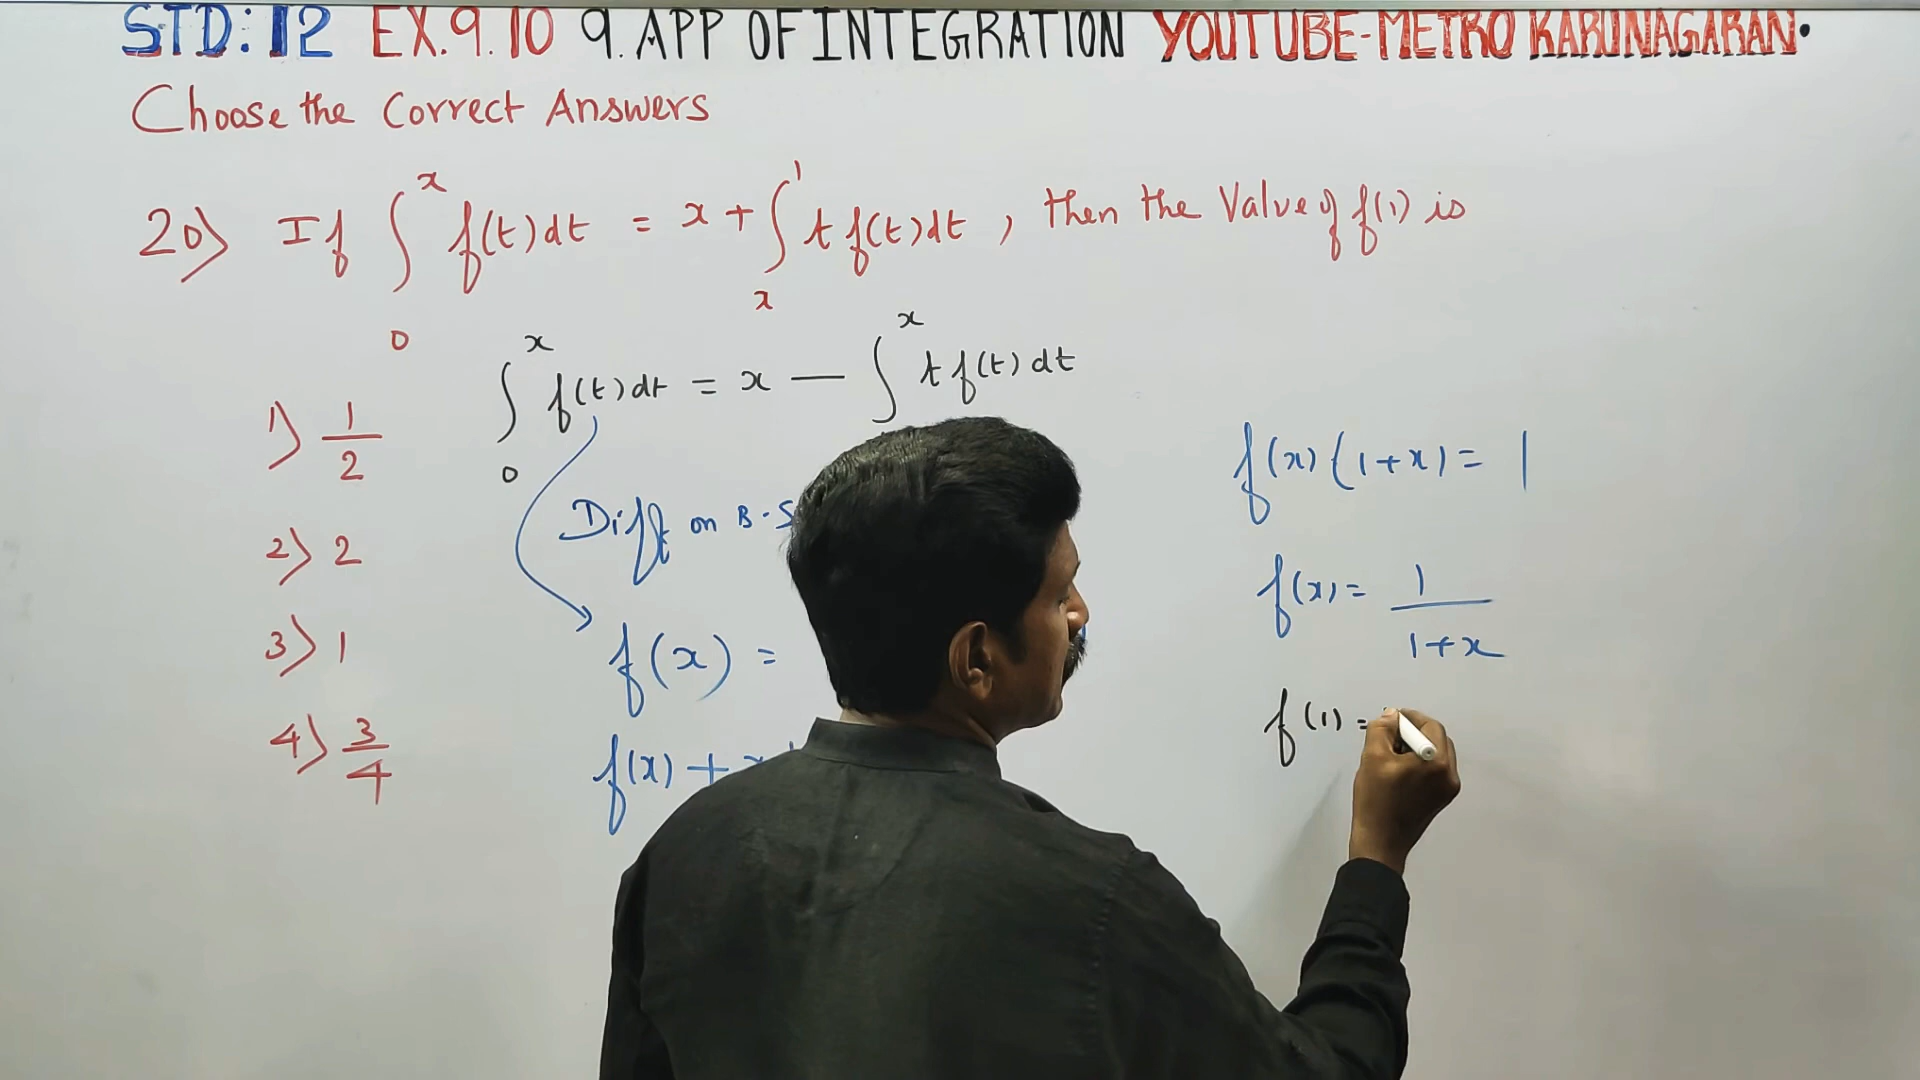 STD: 12 EX.9.10 9. APP OF INTEGRATION YOUTUBE-METRO KARUNAGARAN.
Choose the Correct Answers
20) If ∫₀ˣ f(t)dt = x + ∫ₓ¹ t f(t)dt, then the Value of f(1) is
∫₀ˣ f(t)dt = x — ∫ˣ t f(t) dt
1) 1/2
2) 2
3) 1
4) 3/4
Diff on B.S
f(x) =
f(x) +
f(x) (1+x) = 1
f(x) = 1/(1+x)
f(1) =